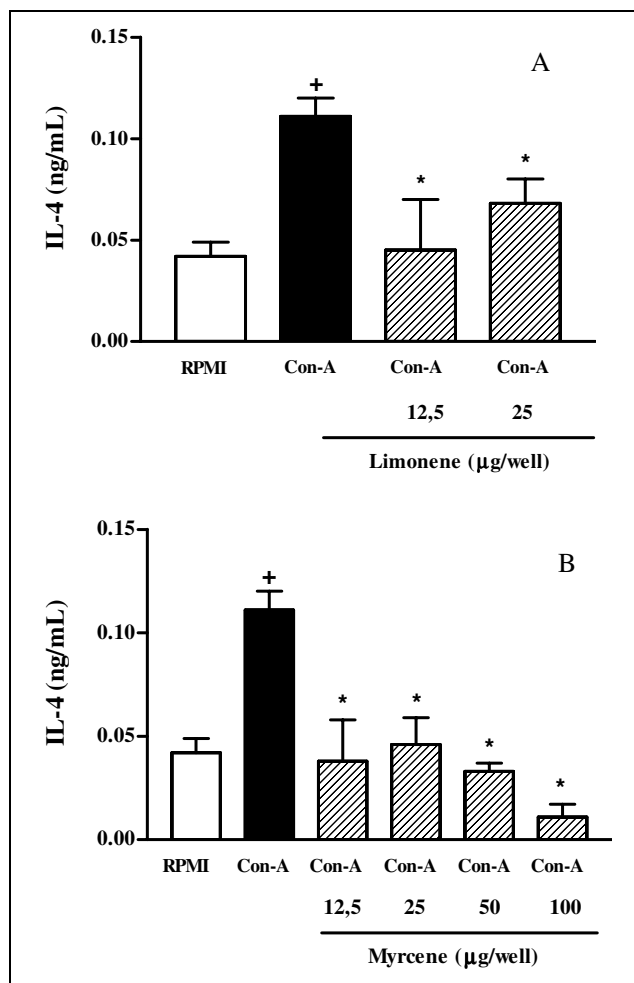 A
IL-4 (ng/mL)
0.15
0.10
0.05
0.00
+
*
*
RPMI Con-A Con-A Con-A
12,5 25
Limonene (µg/well)
B
IL-4 (ng/mL)
0.15
0.10
0.05
0.00
+
*
*
*
*
RPMI Con-A Con-A Con-A Con-A Con-A
12,5 25 50 100
Myrcene (µg/well)